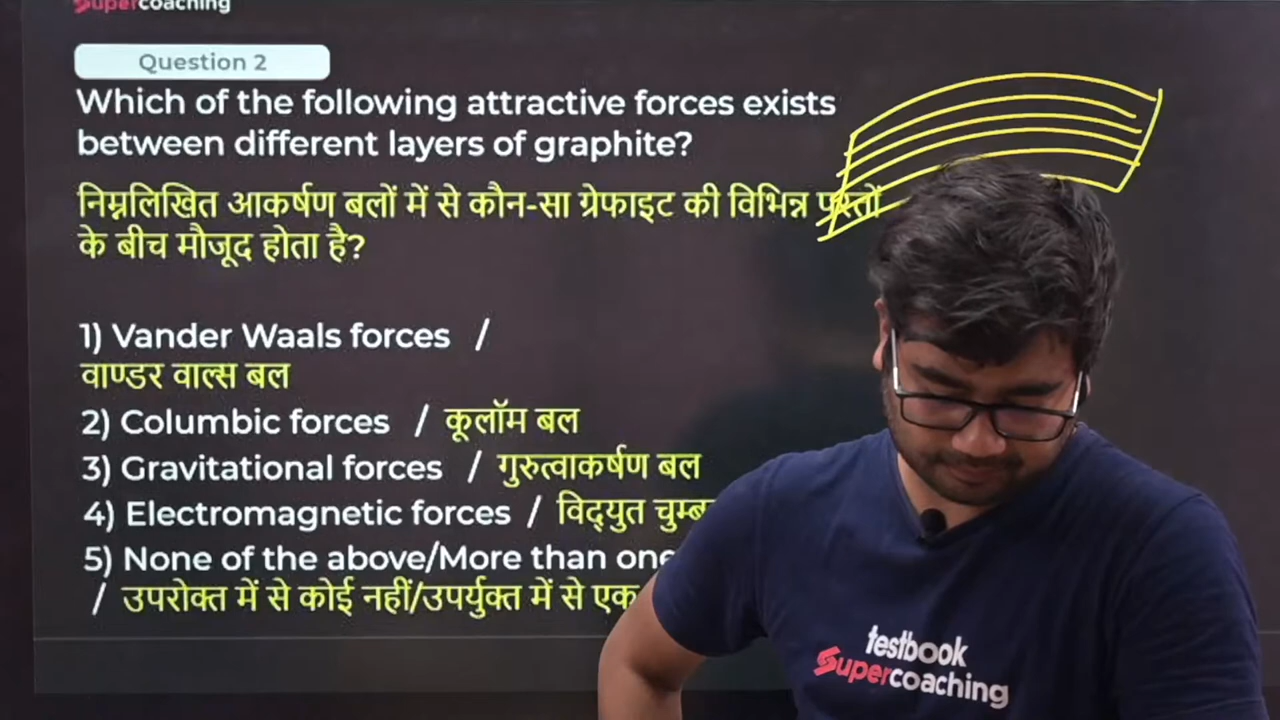 Supercoaching
Question 2
Which of the following attractive forces exists
between different layers of graphite?
निम्नलिखित आकर्षण बलों में से कौन-सा ग्रेफाइट की विभिन्न परतों
के बीच मौजूद होता है?
1) Vander Waals forces /
वाण्डर वाल्स बल
2) Columbic forces / कूलॉम बल
3) Gravitational forces / गुरुत्वाकर्षण बल
4) Electromagnetic forces / विद्युत
5) None of the above/More than one
/ उपरोक्त में से कोई नहीं/उपर्युक्त में से एक
testbook
Supercoaching